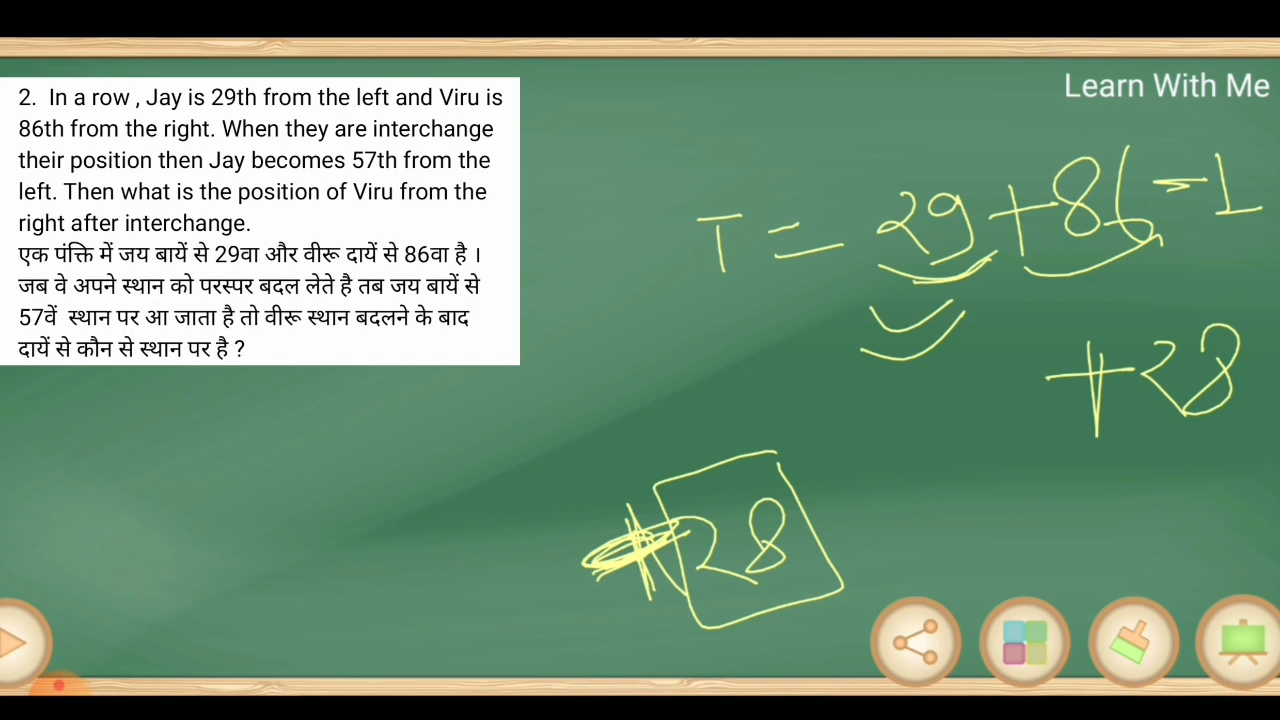 Learn With Me
2. In a row , Jay is 29th from the left and Viru is
86th from the right. When they are interchange
their position then Jay becomes 57th from the
left. Then what is the position of Viru from the
right after interchange.
एक पंक्ति में जय बायें से 29वा और वीरू दायें से 86वा है ।
जब वे अपने स्थान को परस्पर बदल लेते है तब जय बायें से
57वें स्थान पर आ जाता है तो वीरू स्थान बदलने के बाद
दायें से कौन से स्थान पर है ?
T = 29+86-1
+28
28